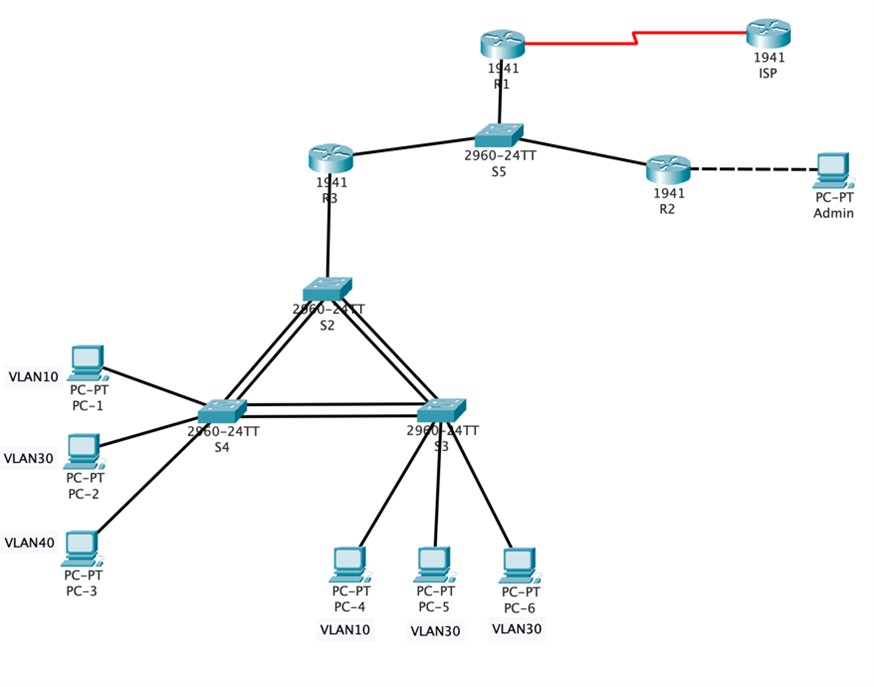 1941
ISP
1941
R1
2960-24TT
S5
1941
R3
1941
R2
PC-PT
Admin
2960-24TT
S2
VLAN10
PC-PT
PC-1
2960-24TT
S4
2960-24TT
S3
VLAN30
PC-PT
PC-2
VLAN40
PC-PT
PC-3
PC-PT
PC-4
VLAN10
PC-PT
PC-5
VLAN30
PC-PT
PC-6
VLAN30